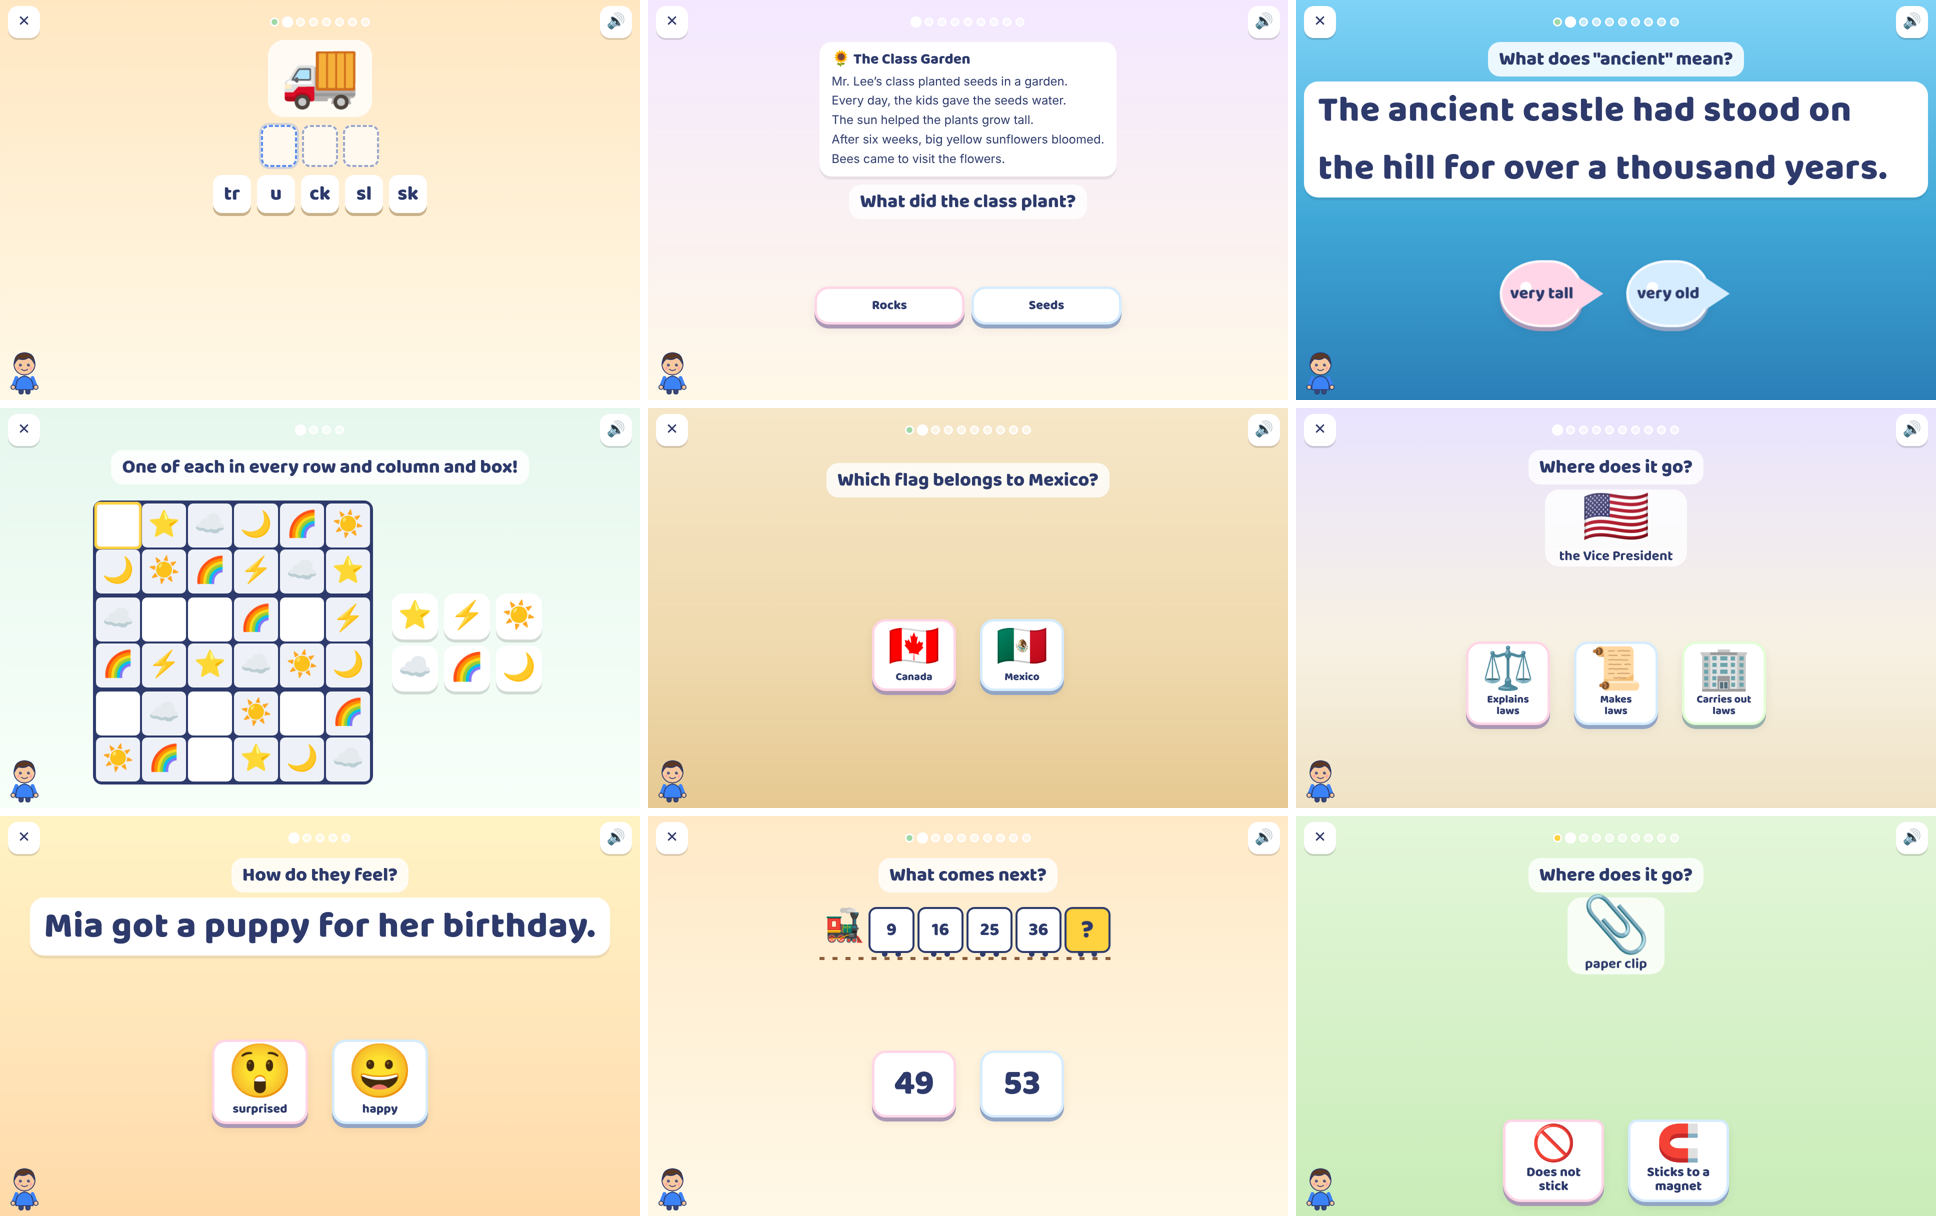 tr u ck sl sk
The Class Garden
Mr. Lee's class planted seeds in a garden.
Every day, the kids gave the seeds water.
The sun helped the plants grow tall.
After six weeks, big yellow sunflowers bloomed.
Bees came to visit the flowers.
What did the class plant?
Rocks Seeds
What does "ancient" mean?
The ancient castle had stood on
the hill for over a thousand years.
very tall very old
One of each in every row and column and box!
Which flag belongs to Mexico?
Canada Mexico
Where does it go?
the Vice President
Explains
laws
Makes
laws
Carries out
laws
How do they feel?
Mia got a puppy for her birthday.
surprised happy
What comes next?
9 16 25 36 ?
49 53
Where does it go?
paper clip
Does not
stick
Sticks to a
magnet